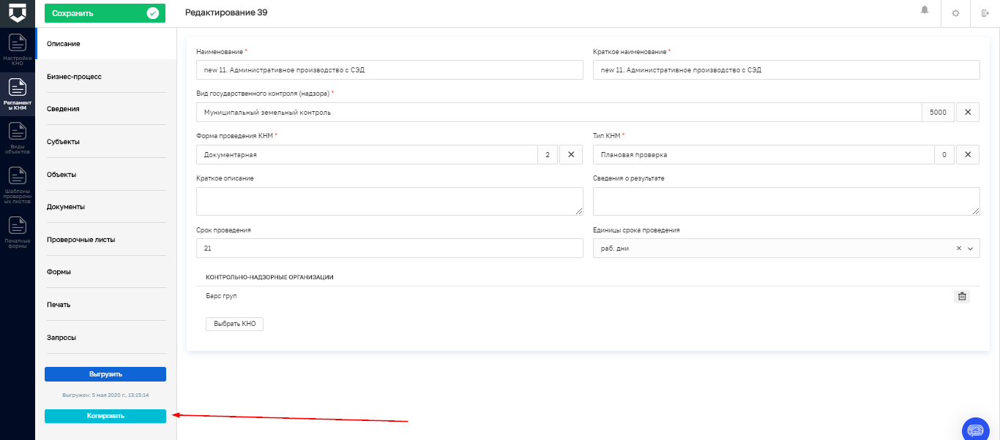 Сохранить
Редактирование 39
Настройки
КНО
Регламент
ы КНМ
Виды
объектов
Шаблоны
проверочн
ых листов
Печатные
формы
Описание
Бизнес-процесс
Сведения
Субъекты
Объекты
Документы
Проверочные листы
Формы
Печать
Запросы
Выгрузить
Выгружен: 5 мая 2020 г., 13:15:14
Копировать
Наименование *
new 11. Административное производство с СЭД
Краткое наименование *
new 11. Административное производство с СЭД
Вид государственного контроля (надзора) *
Муниципальный земельный контроль 5000
Форма проведения КНМ *
Документарная 2
Тип КНМ *
Плановая проверка 0
Краткое описание
Сведения о результате
Срок проведения
21
Единицы срока проведения
раб. дни
КОНТРОЛЬНО-НАДЗОРНЫЕ ОРГАНИЗАЦИИ
Барс груп
Выбрать КНО